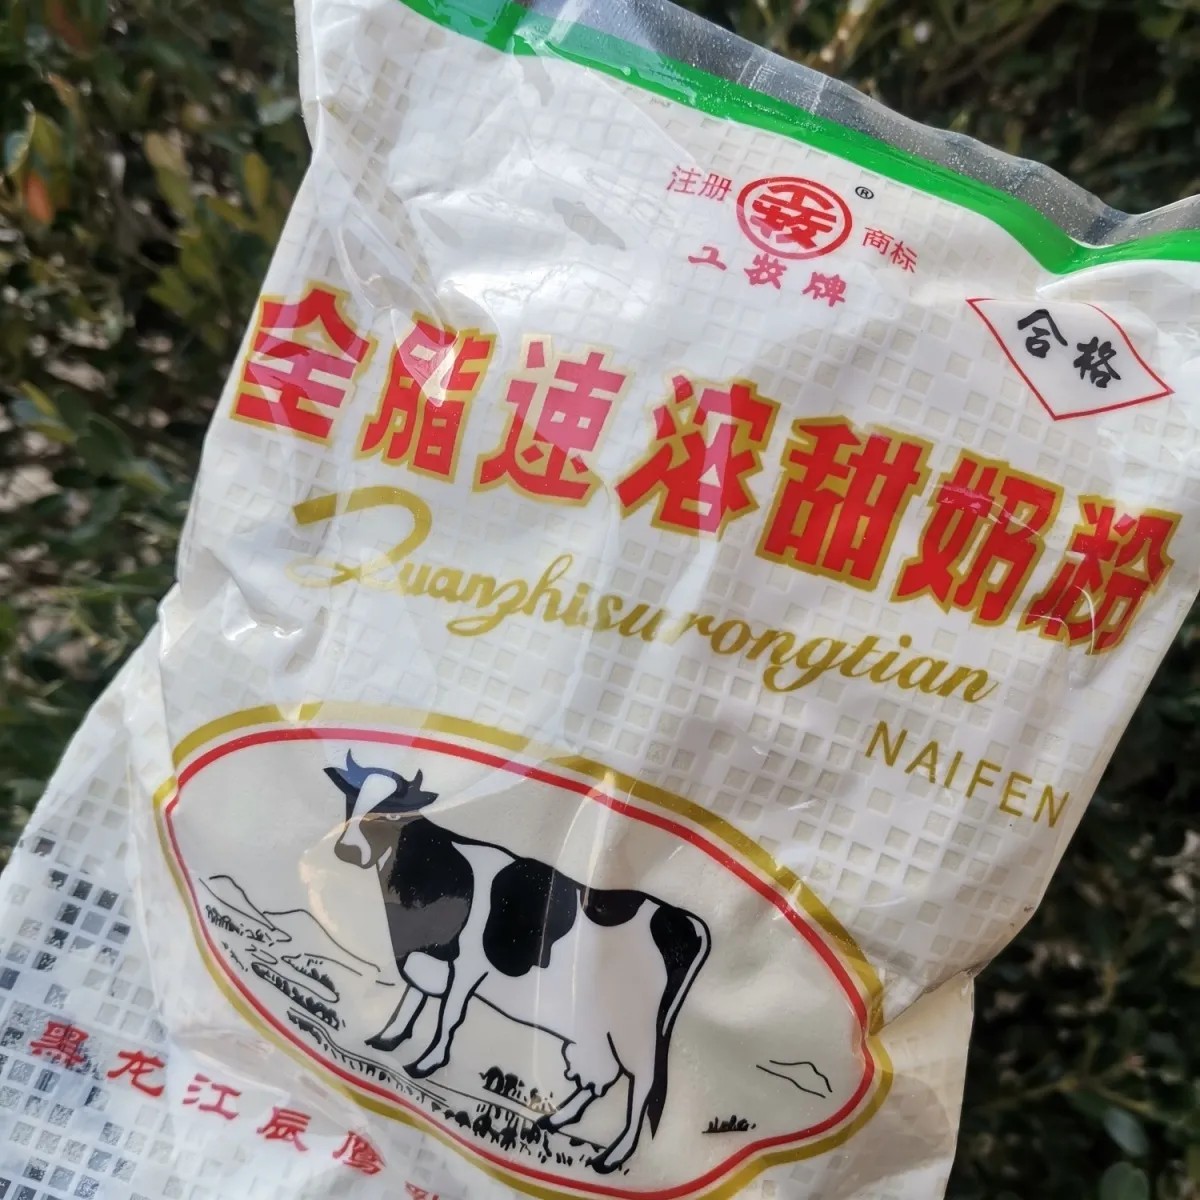 注册 ® 商标
工农牌
合格
全脂速溶甜奶粉
Quanzhisurongtian
NAIFEN
黑龙江辰鹰